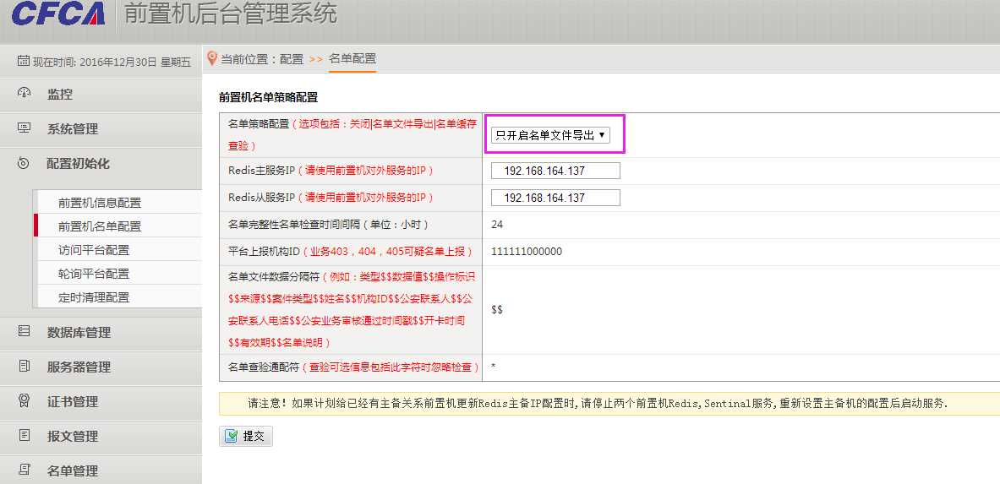 CFCA 前置机后台管理系统
现在时间: 2016年12月30日 星期五
当前位置：配置 >> 名单配置
监控
系统管理
配置初始化
前置机信息配置
前置机名单配置
访问平台配置
轮询平台配置
定时清理配置
数据库管理
服务器管理
证书管理
报文管理
名单管理
前置机名单策略配置
名单策略配置（选项包括：关闭|名单文件导出|名单缓存
查验）
只开启名单文件导出
Redis主服务IP（请使用前置机对外服务的IP）
192.168.164.137
Redis从服务IP（请使用前置机对外服务的IP）
192.168.164.137
名单完整性名单检查时间间隔（单位：小时）
24
平台上报机构ID（业务403，404，405可疑名单上报）
111111000000
名单文件数据分隔符（例如：类型$$数据值$$操作标识
$$来源$$案件类型$$姓名$$机构ID$$公安联系人$$公
安联系人电话$$公安业务审核通过时间戳$$开卡时间
$$有效期$$名单说明）
$$
名单查验通配符（查验可选信息包括此字符时忽略检查）
*
请注意！如果计划给已经有主备关系前置机更新Redis主备IP配置时,请停止两个前置机Redis,Sentinal服务,重新设置主备机的配置后启动服务.
提交